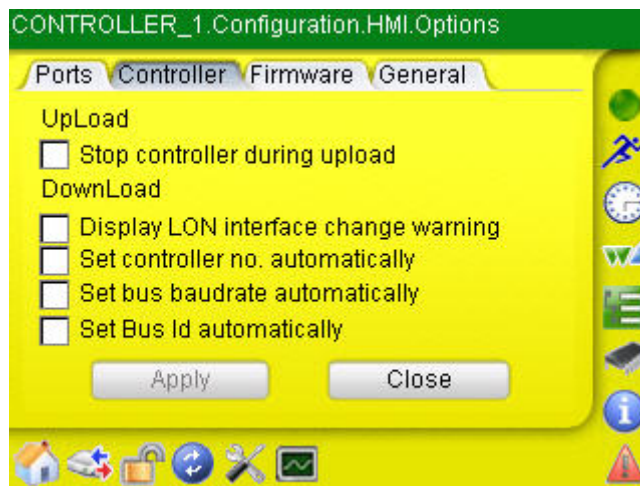 CONTROLLER_1.Configuration.HMI.Options
Ports Controller Firmware General
UpLoad
Stop controller during upload
DownLoad
Display LON interface change warning
Set controller no. automatically
Set bus baudrate automatically
Set Bus Id automatically
Apply Close